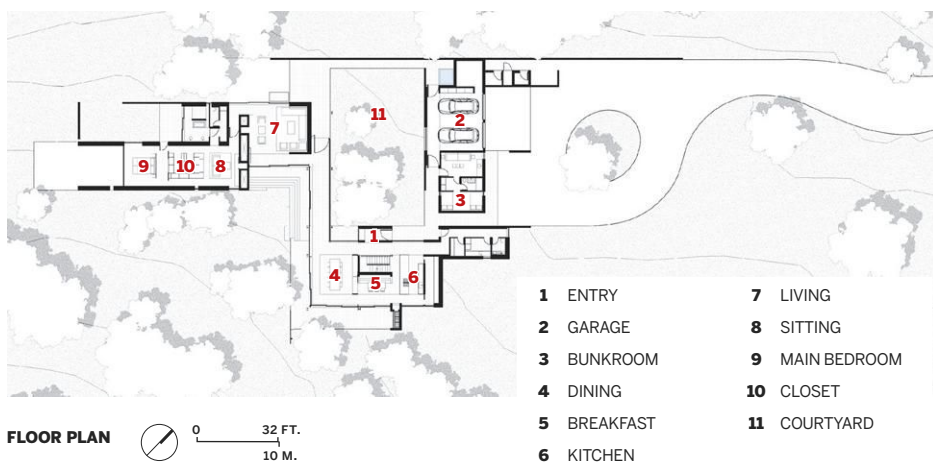 7
11
2
9
10
8
3
1
4
5
6
1 ENTRY
2 GARAGE
3 BUNKROOM
4 DINING
5 BREAKFAST
6 KITCHEN
7 LIVING
8 SITTING
9 MAIN BEDROOM
10 CLOSET
11 COURTYARD
FLOOR PLAN
0 32 FT.
10 M.